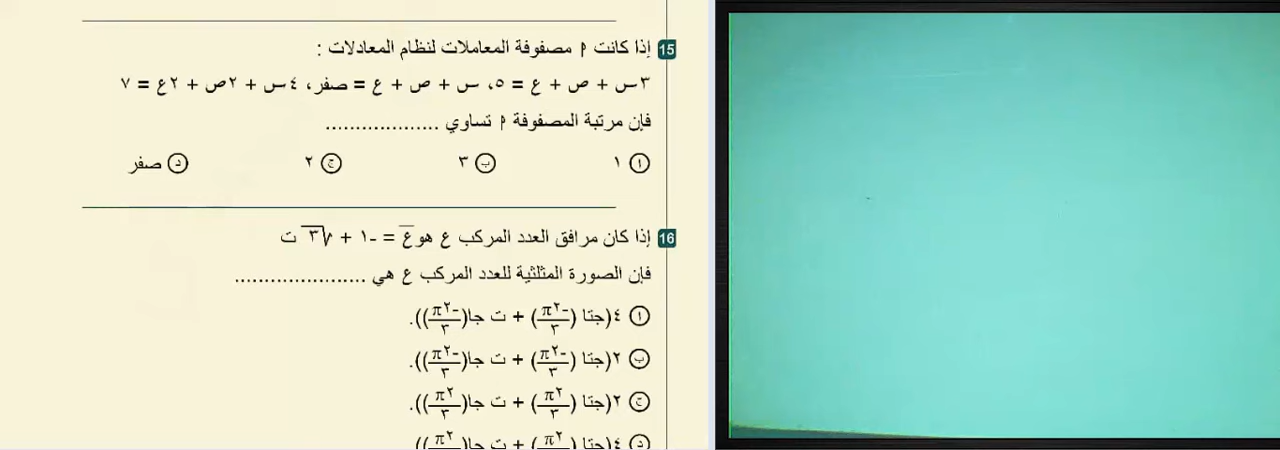 15 إذا كانت أ مصفوفة المعاملات لنظام المعادلات :
٣س + ص + ع = ٥، س + ص + ع = صفر، ٤س + ٢ص + ٢ع = ٧
فإن مرتبة المصفوفة أ تساوي ...................
أ ١ ب ٣ ج ٢ د صفر
16 إذا كان مرافق العدد المركب ع هو ع̅ = -١ + √٣ ت
فإن الصورة المثلثية للعدد المركب ع هي ......................
أ ٤(جتا (-٢π/٣) + ت جا(-٢π/٣)).
ب ٢(جتا (-٢π/٣) + ت جا(-٢π/٣)).
ج ٢(جتا (٢π/٣) + ت جا(٢π/٣)).